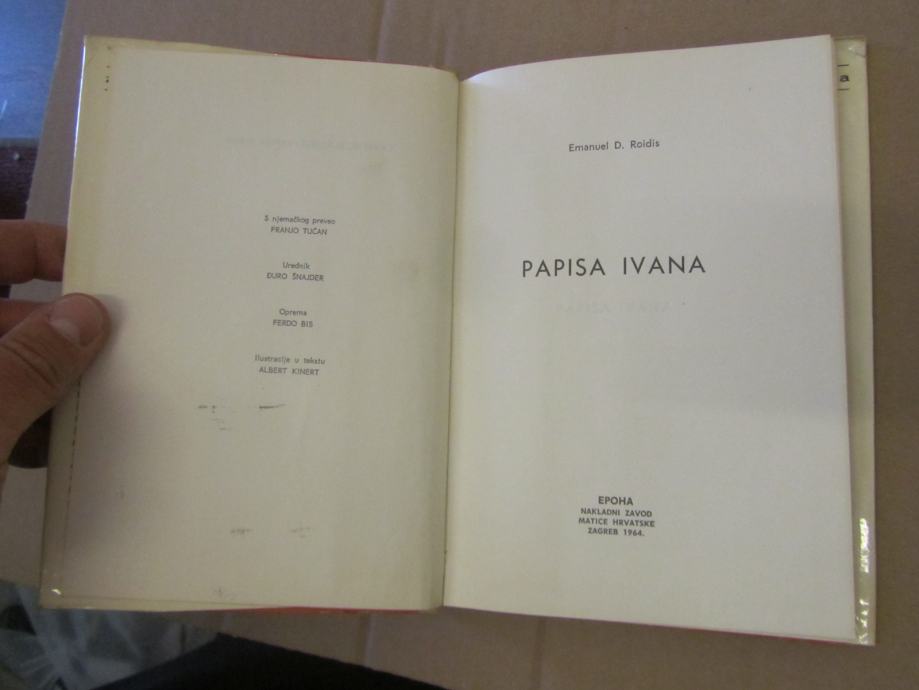 S njemačkog preveo
FRANJO TUĆAN
Urednik
ĐURO ŠNAJDER
Oprema
FERDO BIS
Ilustracije u tekstu
ALBERT KINERT
Emanuel D. Roidis
PAPISA IVANA
EPOHA
NAKLADNI ZAVOD
MATICE HRVATSKE
ZAGREB 1964.
a